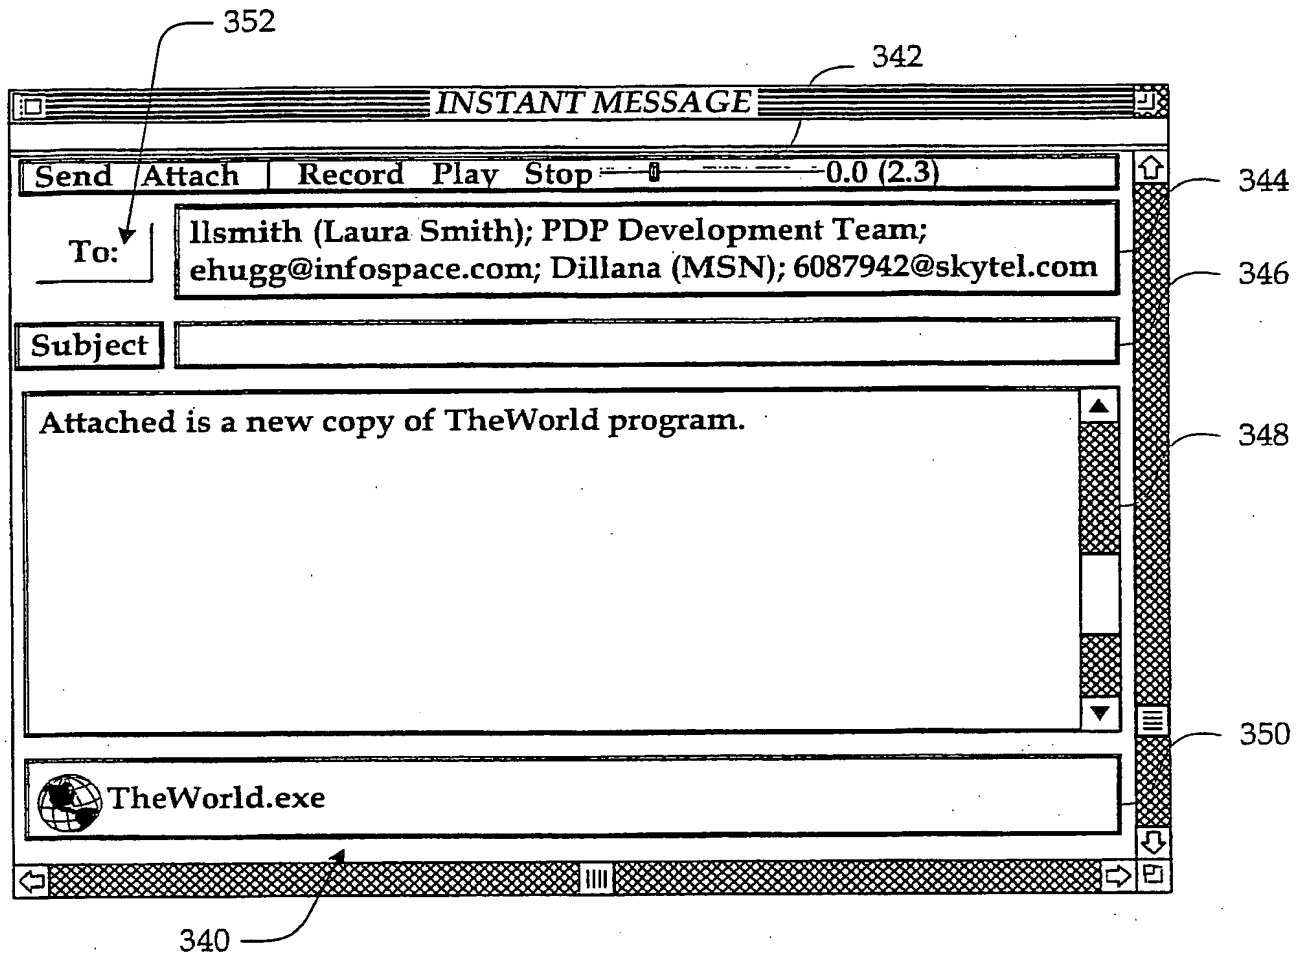 352
342
INSTANT MESSAGE
Send Attach Record Play Stop 0.0 (2.3)
344
To:
llsmith (Laura Smith); PDP Development Team;
ehugg@infospace.com; Dillana (MSN); 6087942@skytel.com
346
Subject
Attached is a new copy of TheWorld program.
348
350
TheWorld.exe
340